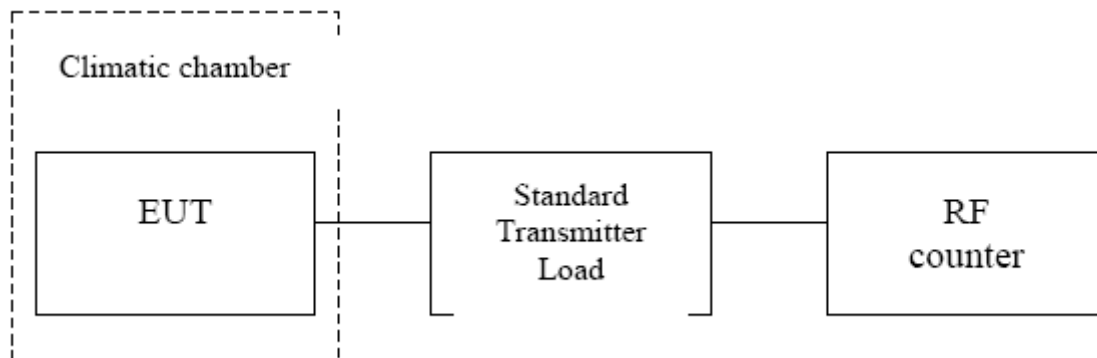 Climatic chamber
EUT
Standard
Transmitter
Load
RF
counter